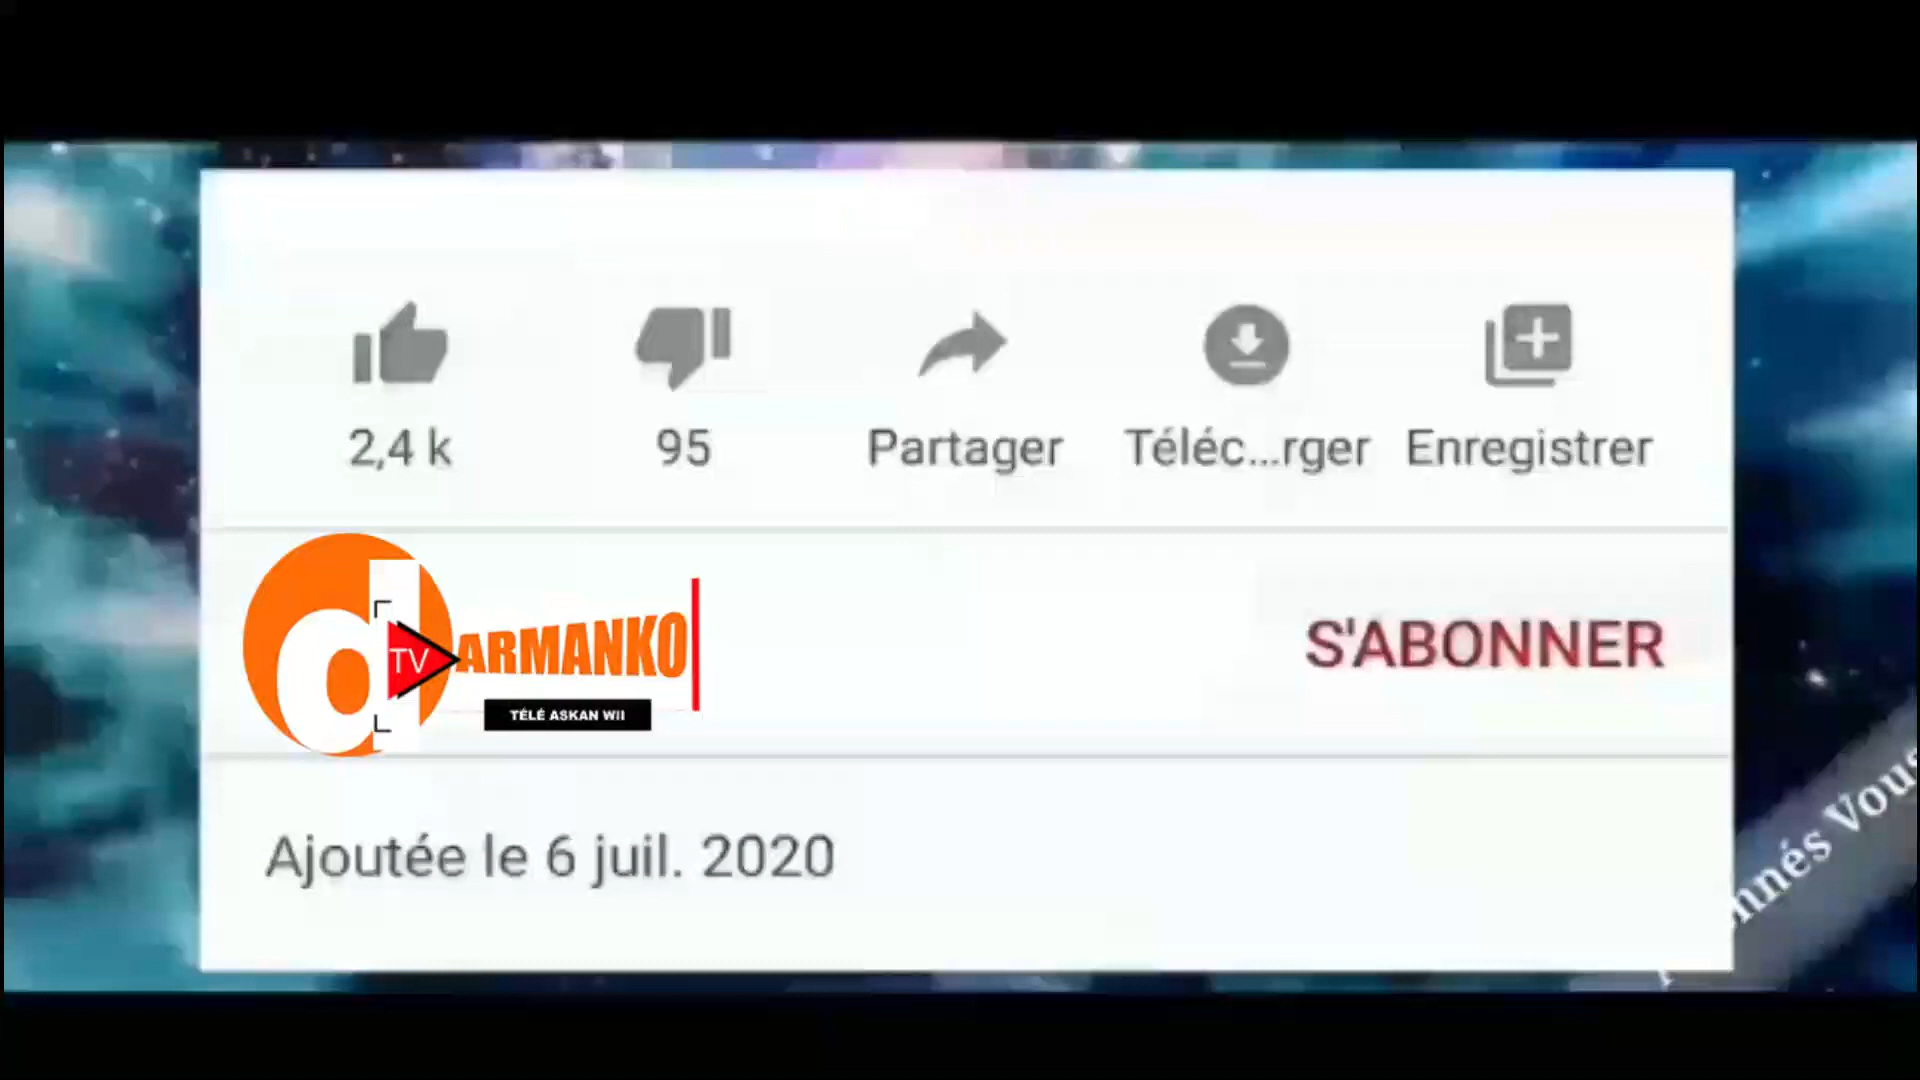 2,4 k
95
Partager
Téléc...rger
Enregistrer
d
TV
ARMANKO
TÉLÉ ASKAN WII
S'ABONNER
Ajoutée le 6 juil. 2020
Vous